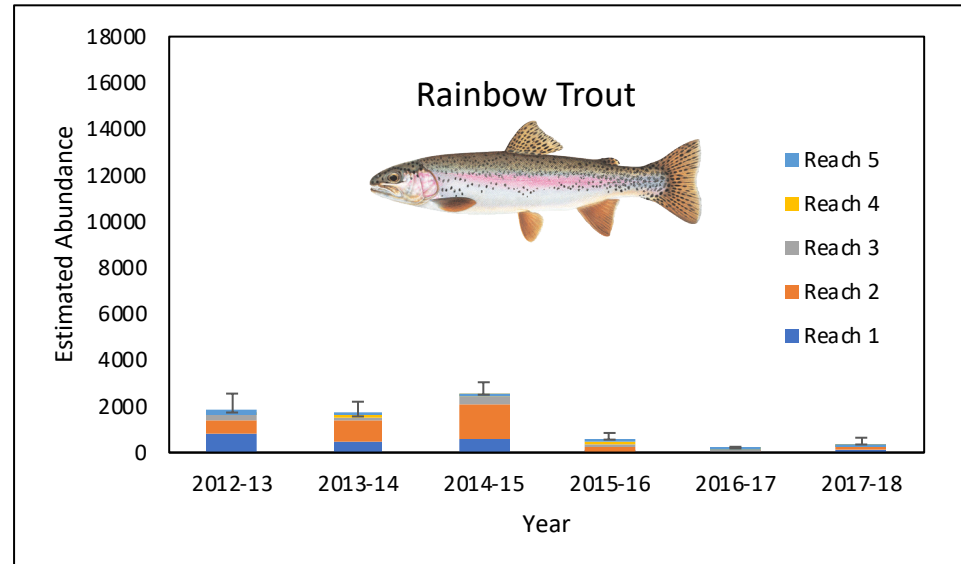 18000
16000
14000
12000
10000
8000
6000
4000
2000
0
Estimated Abundance
Rainbow Trout
Reach 5
Reach 4
Reach 3
Reach 2
Reach 1
2012-13 2013-14 2014-15 2015-16 2016-17 2017-18
Year